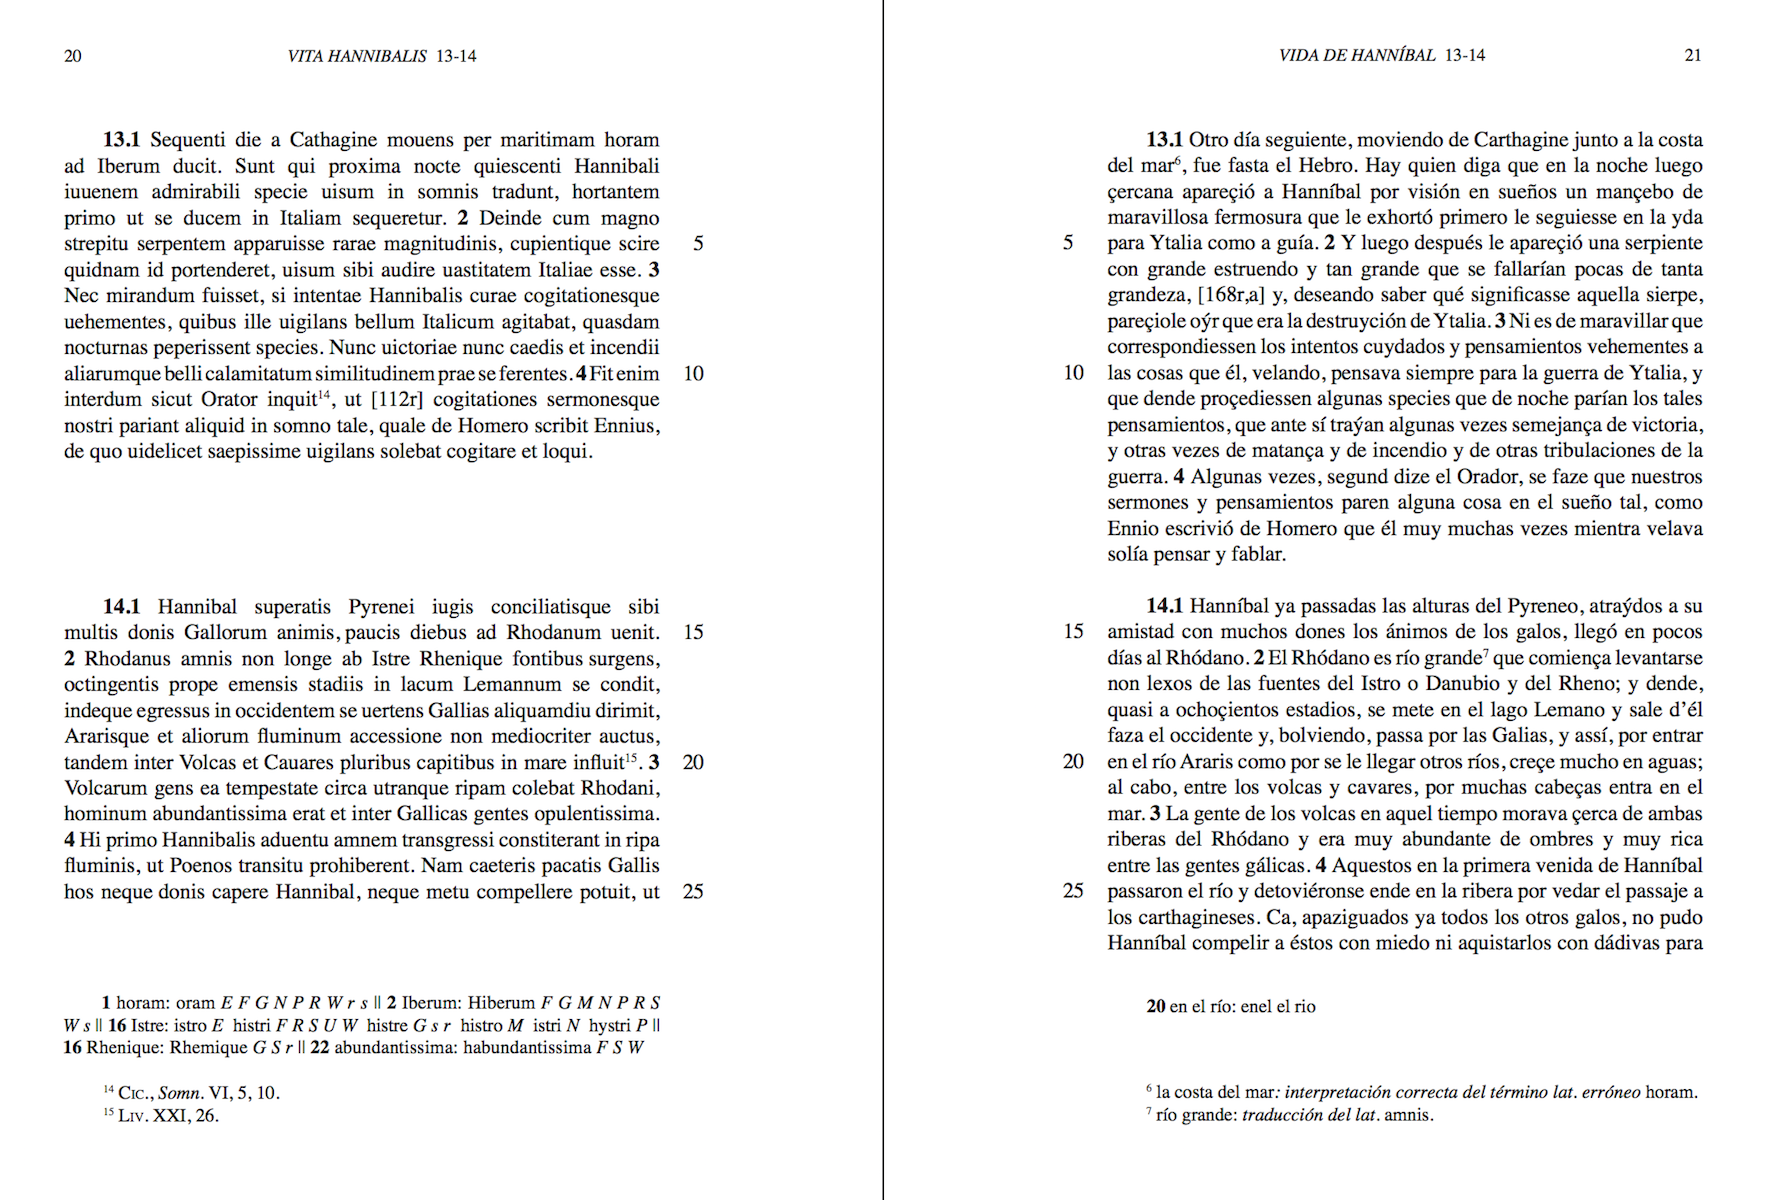 20 VITA HANNIBALIS 13-14
13.1 Sequenti die a Cathagine mouens per maritimam horam
ad Iberum ducit. Sunt qui proxima nocte quiescenti Hannibali
iuuenem admirabili specie uisum in somnis tradunt, hortantem
primo ut se ducem in Italiam sequeretur. 2 Deinde cum magno
strepitu serpentem apparuisse rarae magnitudinis, cupientique scire 5
quidnam id portenderet, uisum sibi audire uastitatem Italiae esse. 3
Nec mirandum fuisset, si intentae Hannibalis curae cogitationesque
uehementes, quibus ille uigilans bellum Italicum agitabat, quasdam
nocturnas peperissent species. Nunc uictoriae nunc caedis et incendii
aliarumque belli calamitatum similitudinem prae se ferentes. 4 Fit enim 10
interdum sicut Orator inquit¹⁴, ut [112r] cogitationes sermonesque
nostri pariant aliquid in somno tale, quale de Homero scribit Ennius,
de quo uidelicet saepissime uigilans solebat cogitare et loqui.
14.1 Hannibal superatis Pyrenei iugis conciliatisque sibi
multis donis Gallorum animis, paucis diebus ad Rhodanum uenit. 15
2 Rhodanus amnis non longe ab Istre Rhenique fontibus surgens,
octingentis prope emensis stadiis in lacum Lemannum se condit,
indeque egressus in occidentem se uertens Gallias aliquamdiu dirimit,
Ararisque et aliorum fluminum accessione non mediocriter auctus,
tandem inter Volcas et Cauares pluribus capitibus in mare influit¹⁵. 3 20
Volcarum gens ea tempestate circa utranque ripam colebat Rhodani,
hominum abundantissima erat et inter Gallicas gentes opulentissima.
4 Hi primo Hannibalis aduentu amnem transgressi constiterant in ripa
fluminis, ut Poenos transitu prohiberent. Nam caeteris pacatis Gallis
hos neque donis capere Hannibal, neque metu compellere potuit, ut 25
1 horam: oram E F G N P R W r s || 2 Iberum: Hiberum F G M N P R S
W s || 16 Istre: istro E histri F R S U W histre G s r histro M istri N hystri P ||
16 Rhenique: Rhemique G S r || 22 abundantissima: habundantissima F S W
¹⁴ CIC., Somn. VI, 5, 10.
¹⁵ LIV. XXI, 26.
VIDA DE HANNÍBAL 13-14 21
13.1 Otro día seguiente, moviendo de Carthagine junto a la costa
del mar⁶, fue fasta el Hebro. Hay quien diga que en la noche luego
çercana apareçió a Hanníbal por visión en sueños un mançebo de
maravillosa fermosura que le exhortó primero le seguiesse en la yda
5 para Ytalia como a guía. 2 Y luego después le apareçió una serpiente
con grande estruendo y tan grande que se fallarían pocas de tanta
grandeza, [168r,a] y, deseando saber qué significasse aquella sierpe,
pareçiole oýr que era la destruyción de Ytalia. 3 Ni es de maravillar que
correspondiessen los intentos cuydados y pensamientos vehementes a
10 las cosas que él, velando, pensava siempre para la guerra de Ytalia, y
que dende proçediessen algunas species que de noche parían los tales
pensamientos, que ante sí traýan algunas vezes semejança de victoria,
y otras vezes de matança y de incendio y de otras tribulaciones de la
guerra. 4 Algunas vezes, segund dize el Orador, se faze que nuestros
sermones y pensamientos paren alguna cosa en el sueño tal, como
Ennio escrivió de Homero que él muy muchas vezes mientra velava
solía pensar y fablar.
14.1 Hanníbal ya passadas las alturas del Pyreneo, atraýdos a su
15 amistad con muchos dones los ánimos de los galos, llegó en pocos
días al Rhódano. 2 El Rhódano es río grande⁷ que comiença levantarse
non lexos de las fuentes del Istro o Danubio y del Rheno; y dende,
quasi a ochoçientos estadios, se mete en el lago Lemano y sale d’él
faza el occidente y, bolviendo, passa por las Galias, y assí, por entrar
20 en el río Araris como por se le llegar otros ríos, creçe mucho en aguas;
al cabo, entre los volcas y cavares, por muchas cabeças entra en el
mar. 3 La gente de los volcas en aquel tiempo morava çerca de ambas
riberas del Rhódano y era muy abundante de ombres y muy rica
entre las gentes gálicas. 4 Aquestos en la primera venida de Hanníbal
25 passaron el río y detoviéronse ende en la ribera por vedar el passaje a
los carthagineses. Ca, apaziguados ya todos los otros galos, no pudo
Hanníbal compelir a éstos con miedo ni aquistarlos con dádivas para
20 en el río: enel el rio
⁶ la costa del mar: interpretación correcta del término lat. erróneo horam.
⁷ río grande: traducción del lat. amnis.